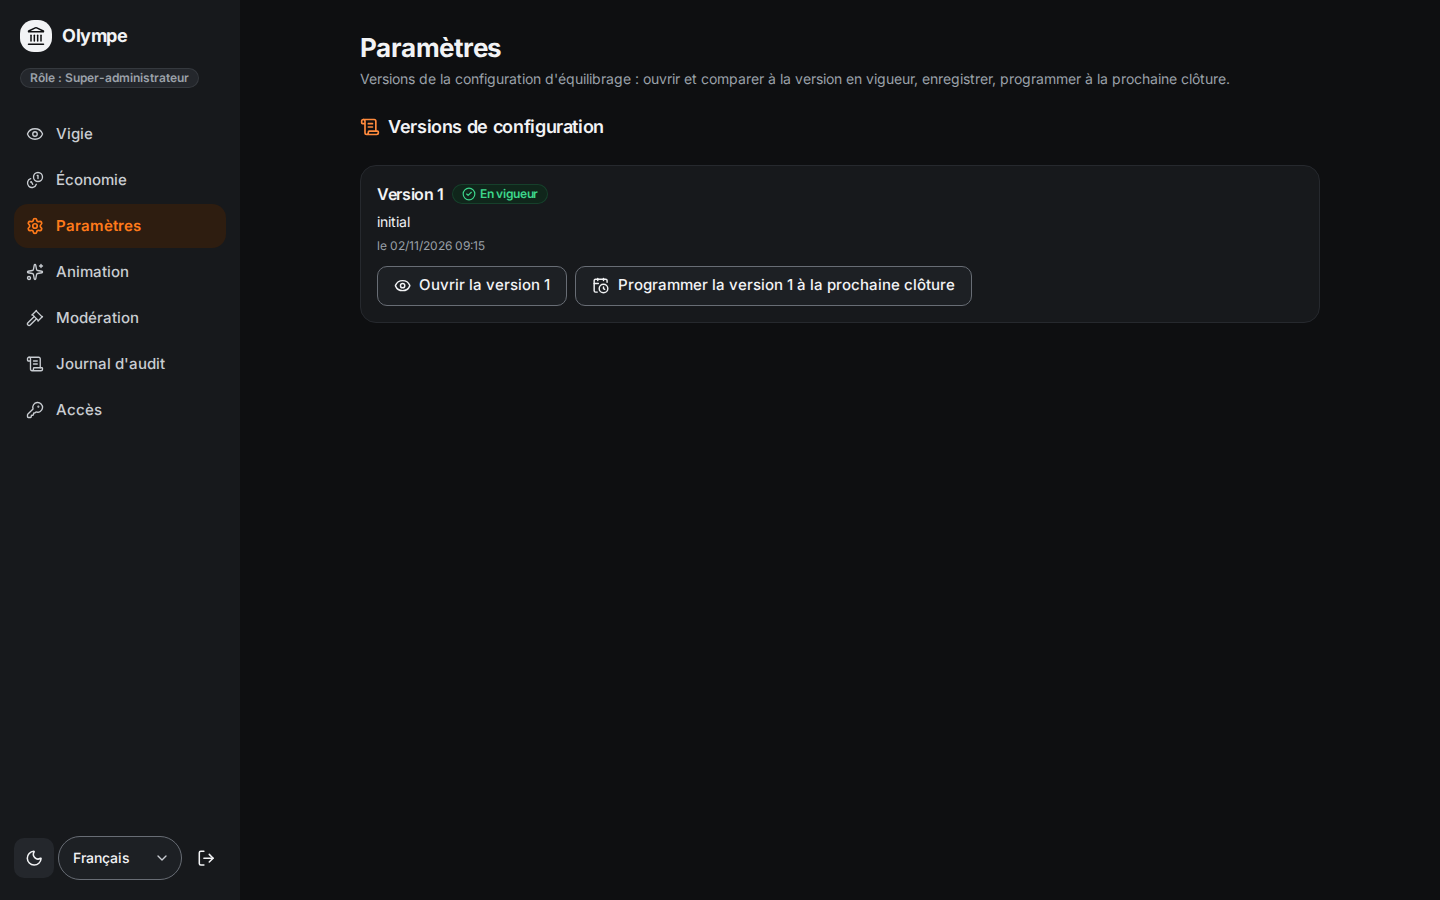 Olympe
Rôle : Super-administrateur
Vigie
Économie
Paramètres
Animation
Modération
Journal d'audit
Accès
Français
Paramètres
Versions de la configuration d'équilibrage : ouvrir et comparer à la version en vigueur, enregistrer, programmer à la prochaine clôture.
Versions de configuration
Version 1 En vigueur
initial
le 02/11/2026 09:15
Ouvrir la version 1 Programmer la version 1 à la prochaine clôture